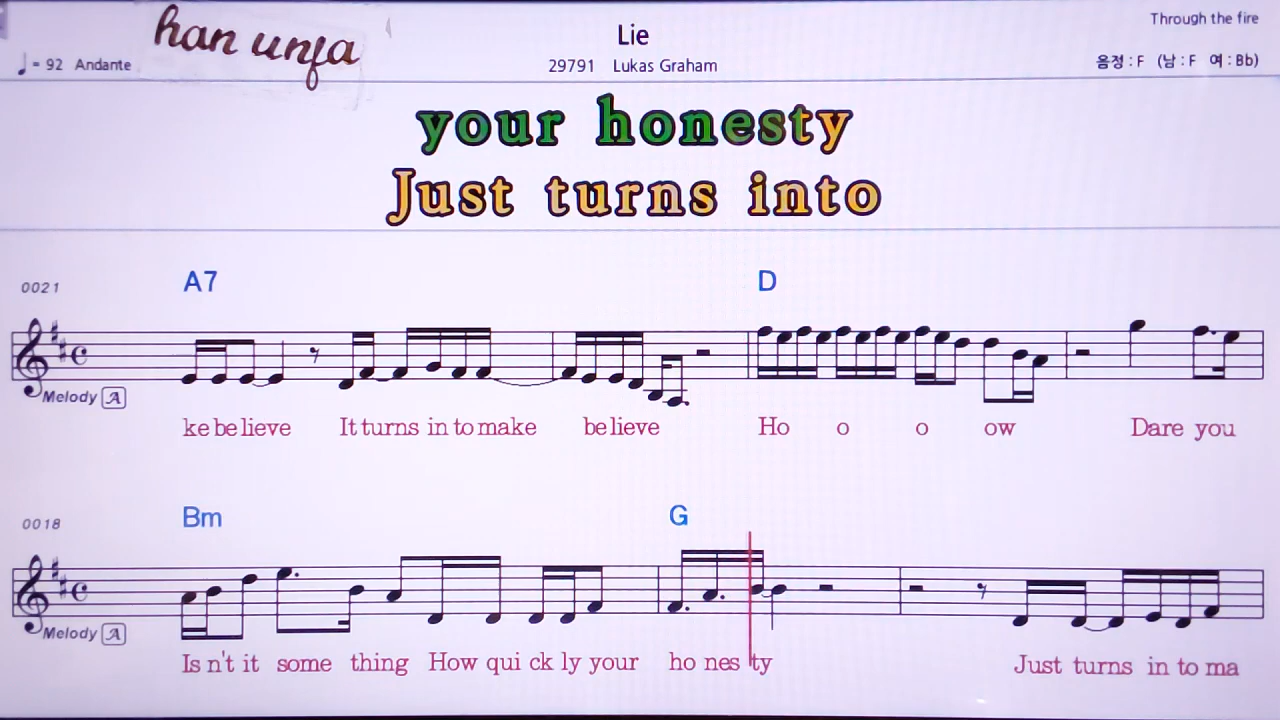 han unfa
Lie
Through the fire
♩= 92 Andante
29791 Lukas Graham
음정 : F (남 : F 여 : Bb)
your honesty
Just turns into
0021
A7 D
Melody A
ke be lieve It turns in to make be lieve Ho o o ow Dare you
0018
Bm G
Melody A
Is n't it some thing How qui ck ly your ho nes ty Just turns in to ma